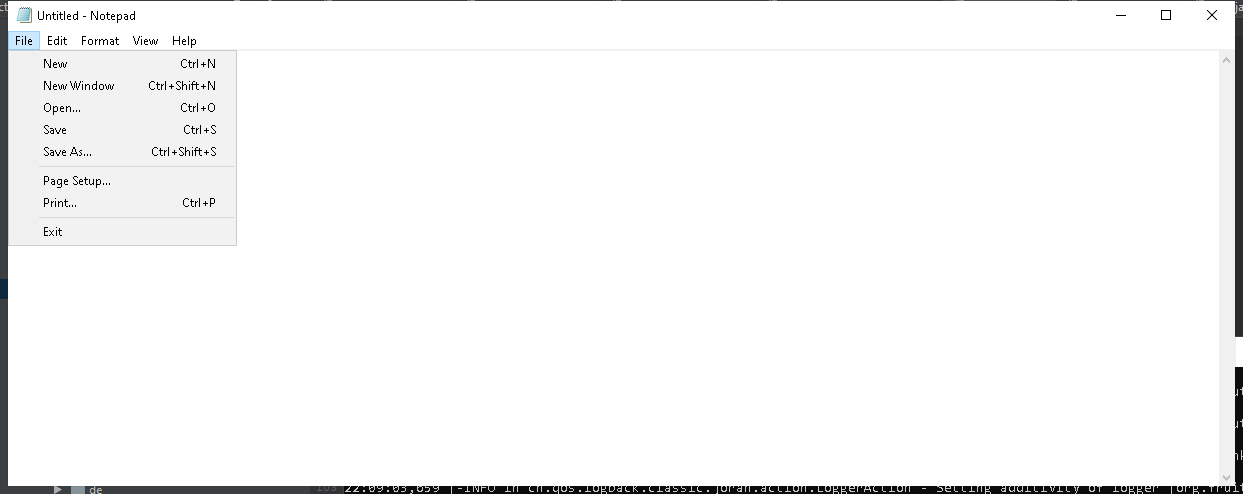 Untitled - Notepad
File Edit Format View Help
New Ctrl+N
New Window Ctrl+Shift+N
Open... Ctrl+O
Save Ctrl+S
Save As... Ctrl+Shift+S
Page Setup...
Print... Ctrl+P
Exit
de
22:09:03,659 |-INFO in ch.qos.logback.classic.joran.action.LoggerAction - Setting additivity of logger